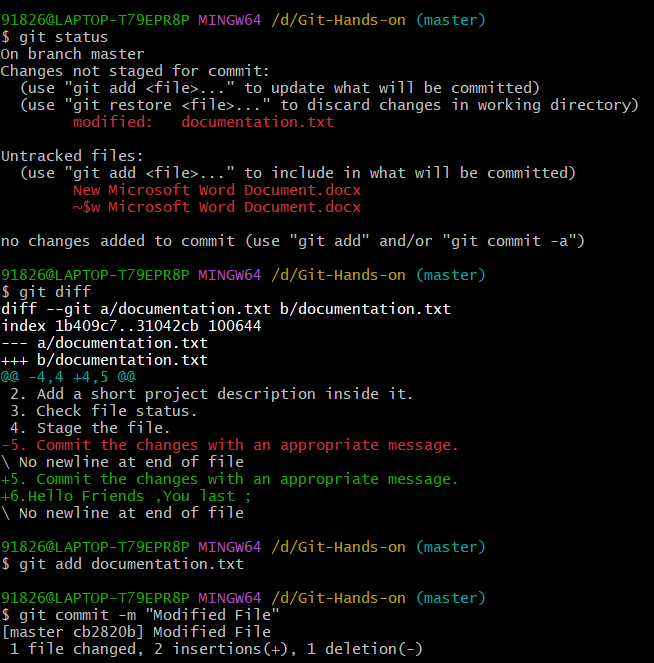 91826@LAPTOP-T79EPR8P MINGW64 /d/Git-Hands-on (master)
$ git status
On branch master
Changes not staged for commit:
  (use "git add <file>..." to update what will be committed)
  (use "git restore <file>..." to discard changes in working directory)
        modified:   documentation.txt

Untracked files:
  (use "git add <file>..." to include in what will be committed)
        New Microsoft Word Document.docx
        ~$w Microsoft Word Document.docx

no changes added to commit (use "git add" and/or "git commit -a")

91826@LAPTOP-T79EPR8P MINGW64 /d/Git-Hands-on (master)
$ git diff
diff --git a/documentation.txt b/documentation.txt
index 1b409c7..31042cb 100644
--- a/documentation.txt
+++ b/documentation.txt
@@ -4,4 +4,5 @@
 2. Add a short project description inside it.
 3. Check file status.
 4. Stage the file.
-5. Commit the changes with an appropriate message.
\ No newline at end of file
+5. Commit the changes with an appropriate message.
+6.Hello Friends ,You last ;
\ No newline at end of file

91826@LAPTOP-T79EPR8P MINGW64 /d/Git-Hands-on (master)
$ git add documentation.txt

91826@LAPTOP-T79EPR8P MINGW64 /d/Git-Hands-on (master)
$ git commit -m "Modified File"
[master cb2820b] Modified File
 1 file changed, 2 insertions(+), 1 deletion(-)